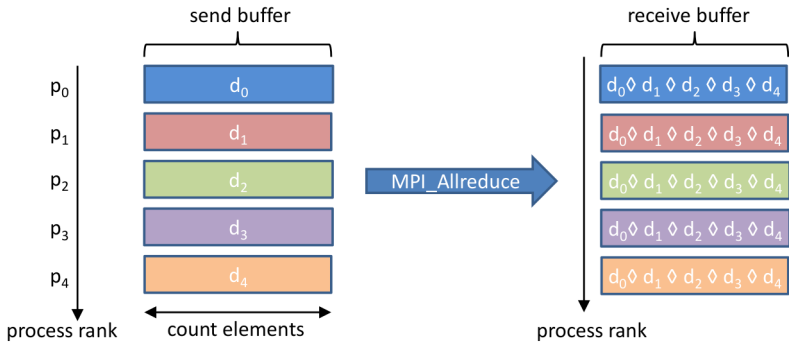 send buffer
receive buffer
p0
d0
d0◊ d1 ◊ d2 ◊ d3 ◊ d4
p1
d1
d0◊ d1 ◊ d2 ◊ d3 ◊ d4
p2
d2
MPI_Allreduce
d0◊ d1 ◊ d2 ◊ d3 ◊ d4
p3
d3
d0◊ d1 ◊ d2 ◊ d3 ◊ d4
p4
d4
d0◊ d1 ◊ d2 ◊ d3 ◊ d4
process rank
count elements
process rank